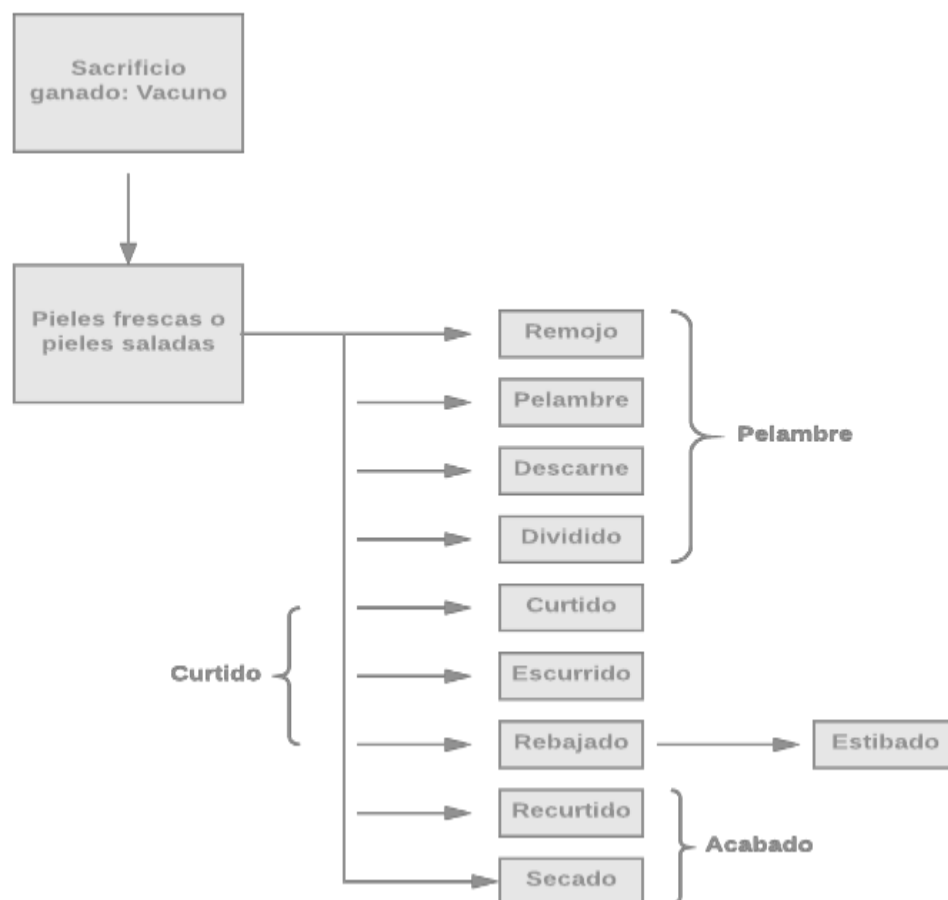 Sacrificio
ganado: Vacuno
Pieles frescas o
pieles saladas
Remojo
Pelambre
Descarne
Dividido
Pelambre
Curtido
Escurrido
Rebajado
Curtido
Estibado
Recurtido
Secado
Acabado